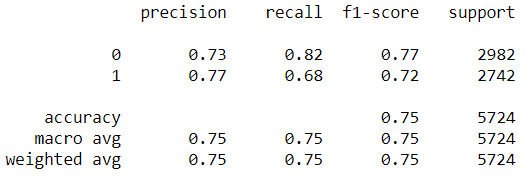 precision recall f1-score support
0 0.73 0.82 0.77 2982
1 0.77 0.68 0.72 2742
accuracy 0.75 5724
macro avg 0.75 0.75 0.75 5724
weighted avg 0.75 0.75 0.75 5724